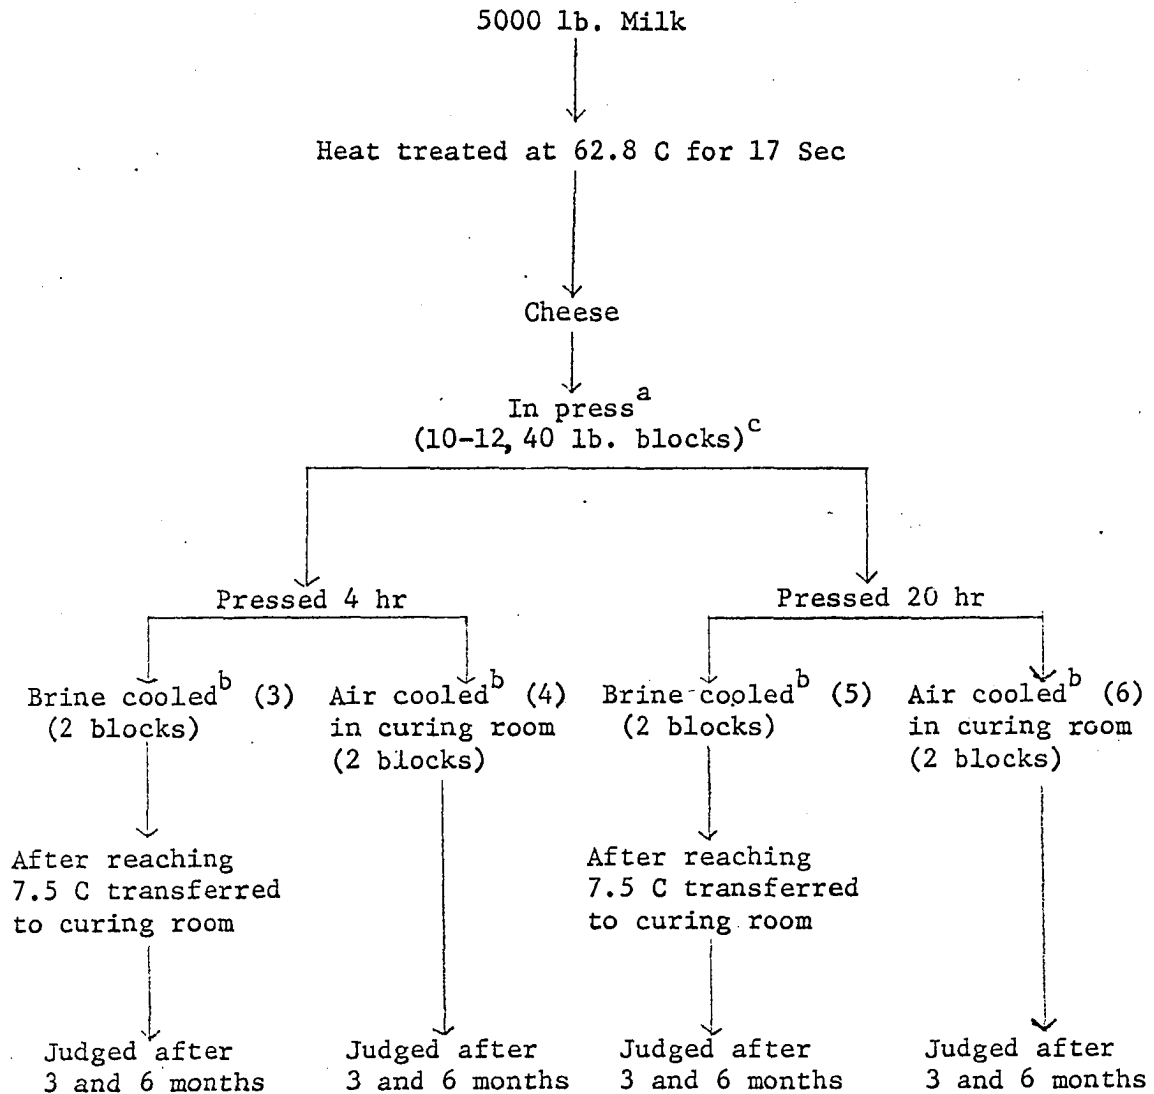 5000 lb. Milk
Heat treated at 62.8 C for 17 Sec
Cheese
In press^a
(10-12, 40 lb. blocks)^c
Pressed 4 hr
Pressed 20 hr
Brine cooled^b (3)
(2 blocks)
Air cooled^b (4)
in curing room
(2 blocks)
Brine cooled^b (5)
(2 blocks)
Air cooled^b (6)
in curing room
(2 blocks)
After reaching
7.5 C transferred
to curing room
After reaching
7.5 C transferred
to curing room
Judged after
3 and 6 months
Judged after
3 and 6 months
Judged after
3 and 6 months
Judged after
3 and 6 months